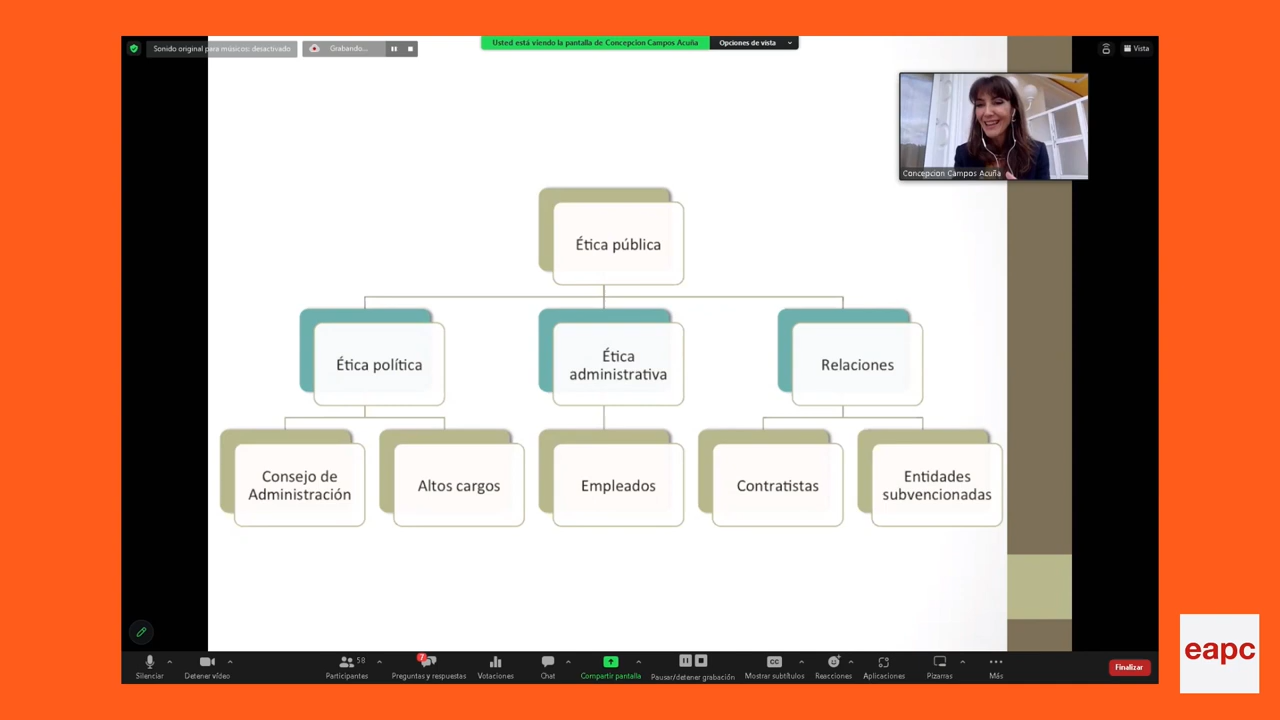 Sonido original para músicos: desactivado
Grabando...
Usted está viendo la pantalla de Concepcion Campos Acuña
Opciones de vista
Vista
Concepcion Campos Acuña
Ética pública
Ética política
Ética
administrativa
Relaciones
Consejo de
Administración
Altos cargos
Empleados
Contratistas
Entidades
subvencionadas
eapc
Silenciar
Detener vídeo
58
Participantes
7
Preguntas y respuestas
Votaciones
Chat
Compartir pantalla
Pausar/detener grabación
CC
Mostrar subtítulos
Reacciones
Aplicaciones
Pizarras
Más
Finalizar